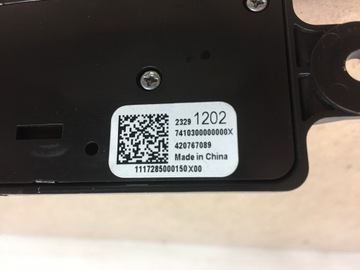 2329 1202
7410300000000X
420767089
Made in China
1117285000150X00